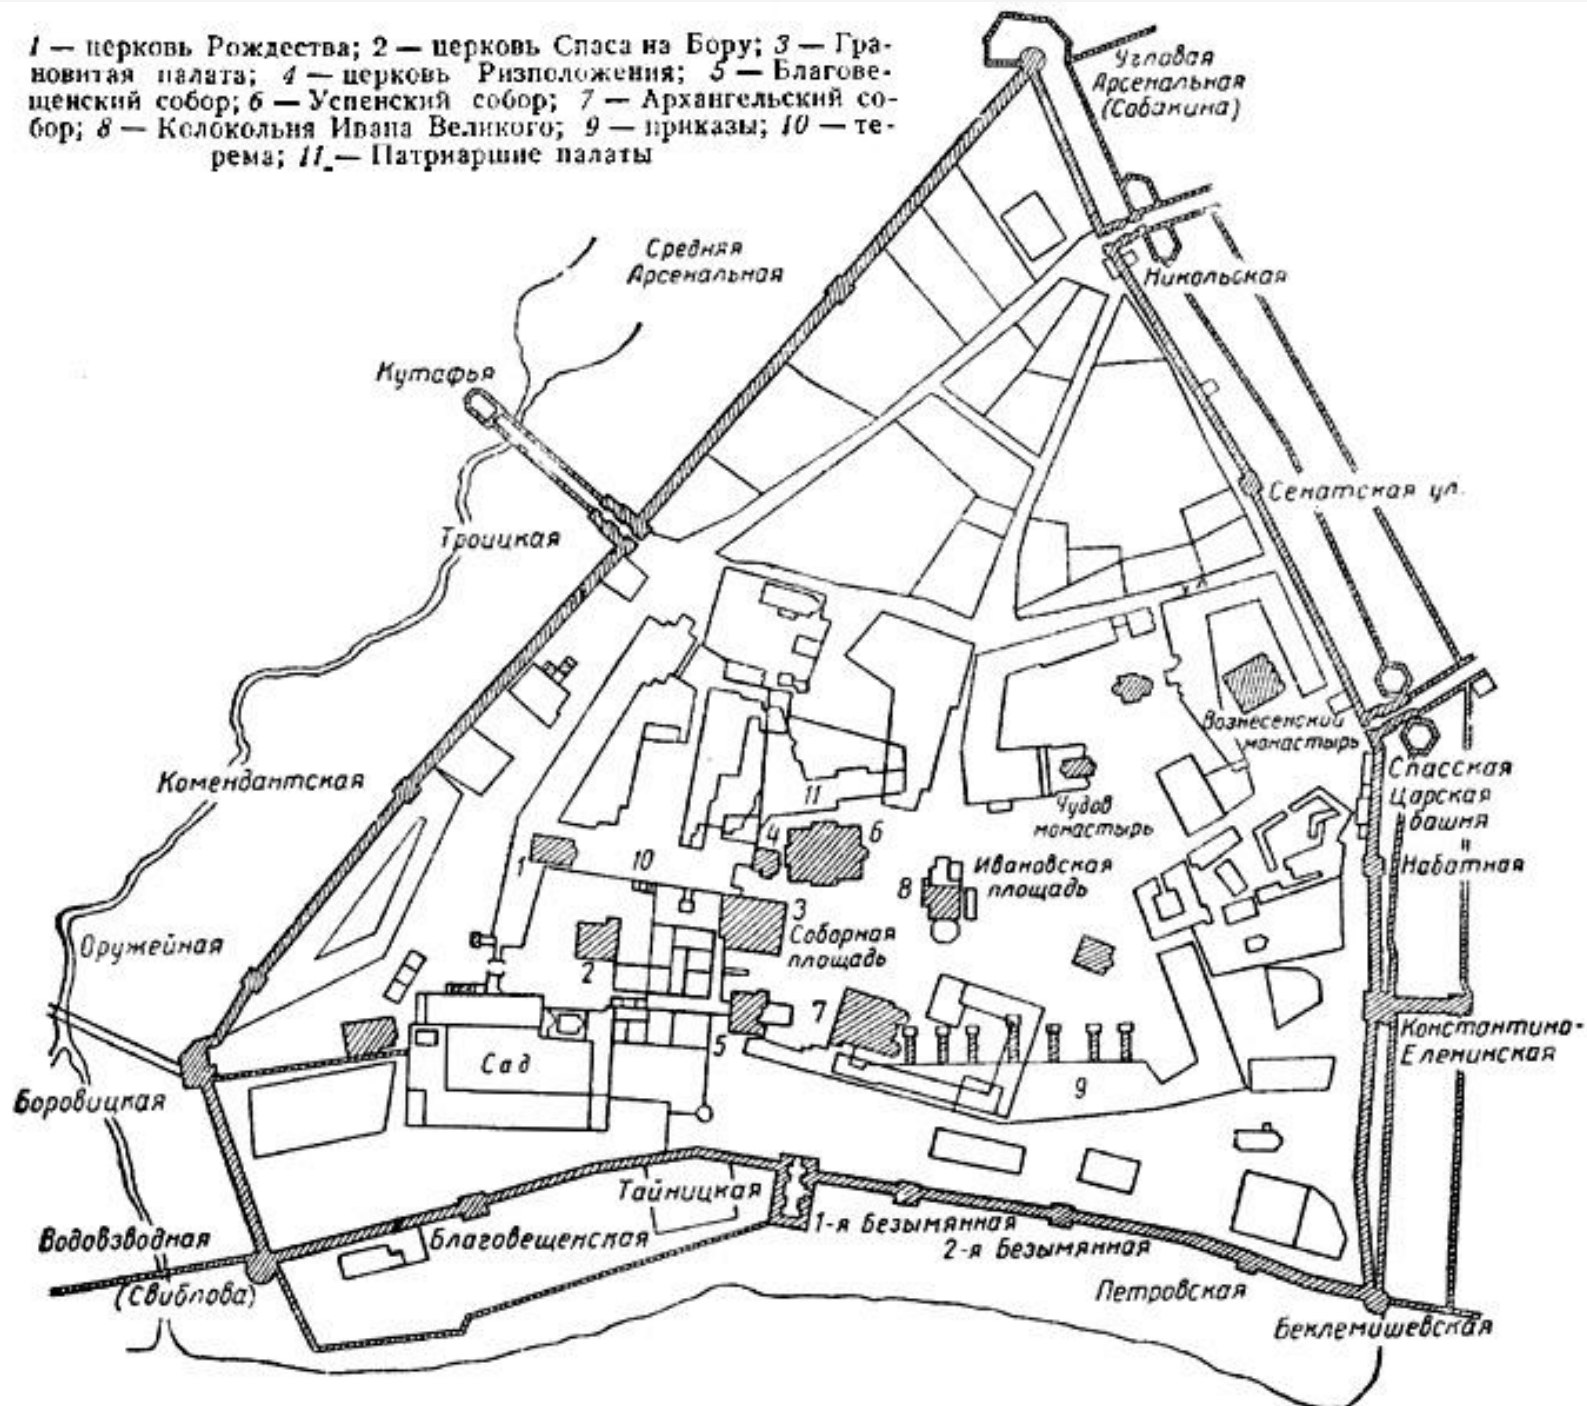 1 — церковь Рождества; 2 — церковь Спаса на Бору; 3 — Гра-
новитая палата; 4 — церковь Ризположения; 5 — Благове-
щенский собор; 6 — Успенский собор; 7 — Архангельский со-
бор; 8 — Колокольня Ивана Великого; 9 — приказы; 10 — те-
рема; 11 — Патриаршие палаты
Угловая
Арсенальная
(Собакина)
Средняя
Арсенальная
Никольская
Кутафья
Сенатская ул.
Троицкая
Вознесенский
монастырь
Спасская
Царская
башня
Комендантская
11
Чудов
монастырь
4
6
1
10
Ивановская
площадь
Набатная
8
3
Соборная
площадь
Оружейная
2
7
5
Константино-
Еленинская
Сад
9
Боровицкая
Тайницкая
1-я Безымянная
2-я Безымянная
Водовзводная
(Свиблова)
Благовещенская
Петровская
Беклемишевская